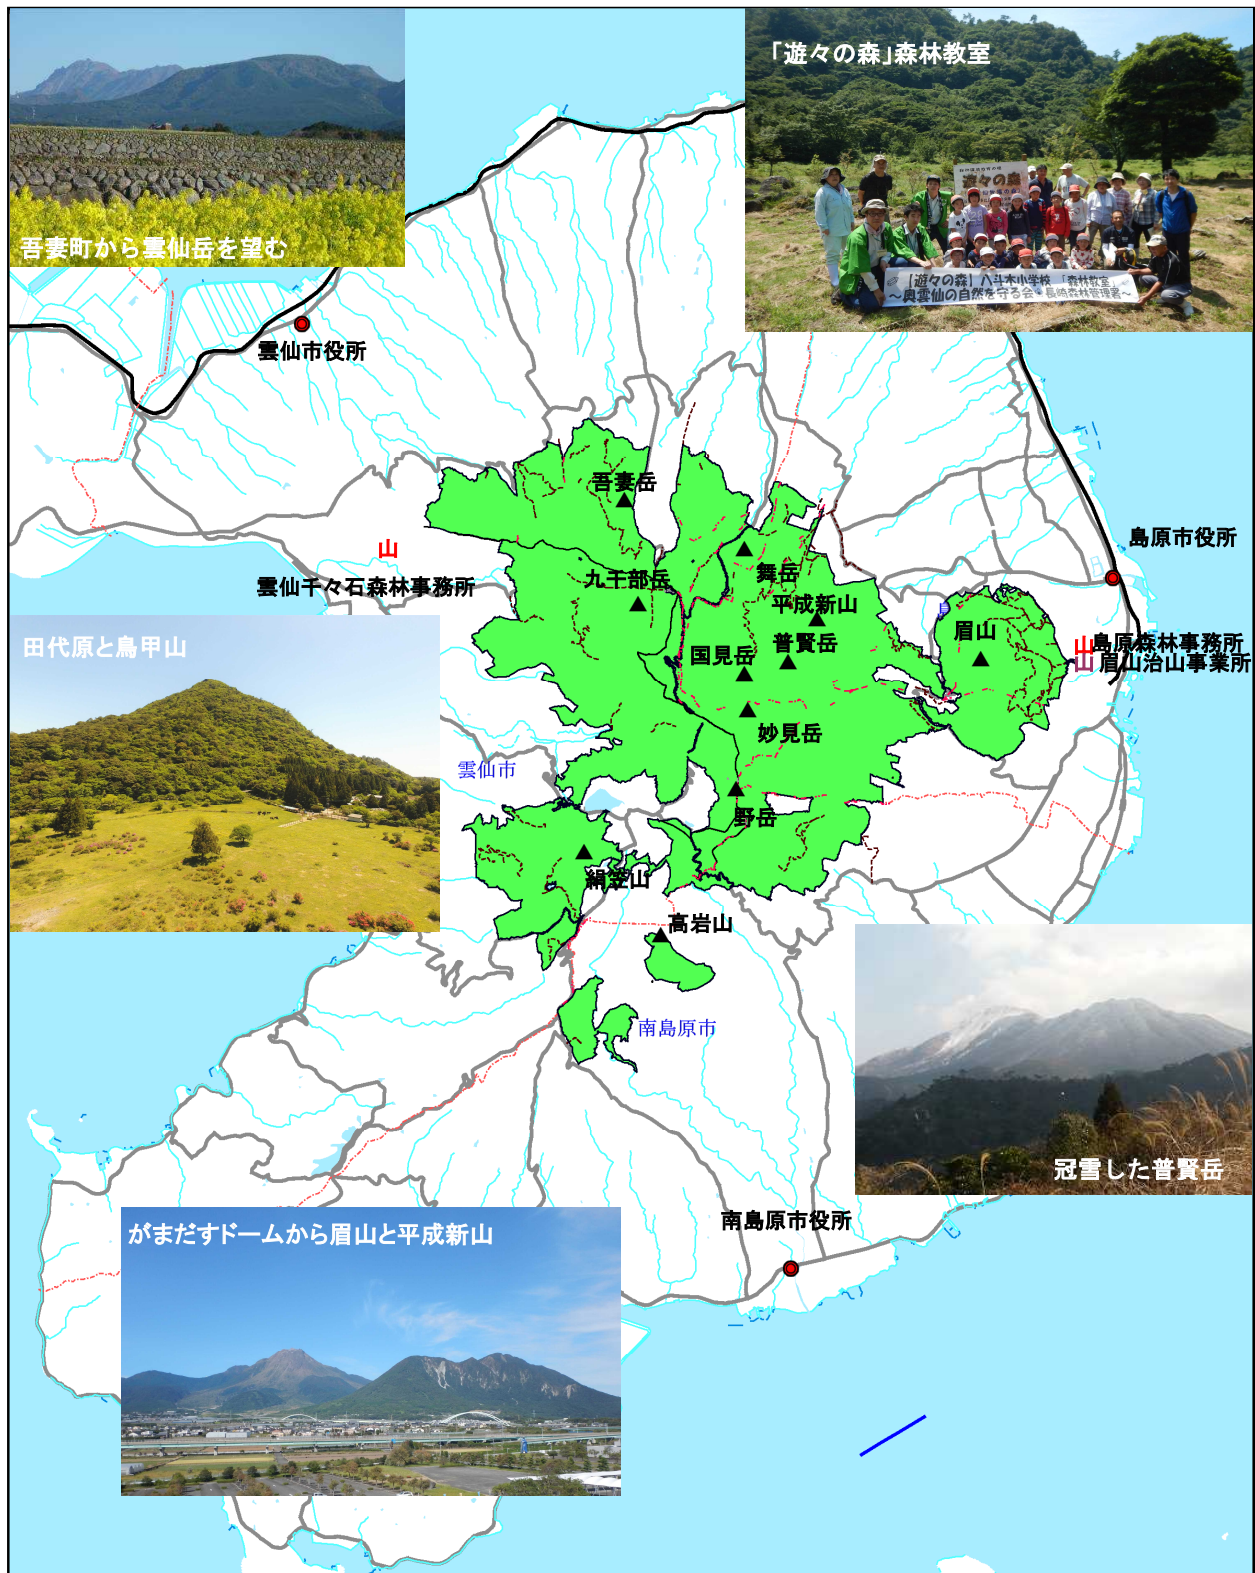 「遊々の森」森林教室
遊々の森
【遊々の森】八斗木小学校 「森林教室」
～奥雲仙の自然を守る会・長崎森林管理署～
吾妻町から雲仙岳を望む
雲仙市役所
吾妻岳
島原市役所
舞岳
雲仙千々石森林事務所
山
九千部岳
平成新山
眉山
普賢岳
国見岳
山 島原森林事務所
山 眉山治山事業所
田代原と鳥甲山
妙見岳
雲仙市
野岳
絹笠山
高岩山
南島原市
冠雪した普賢岳
南島原市役所
がまだすドームから眉山と平成新山